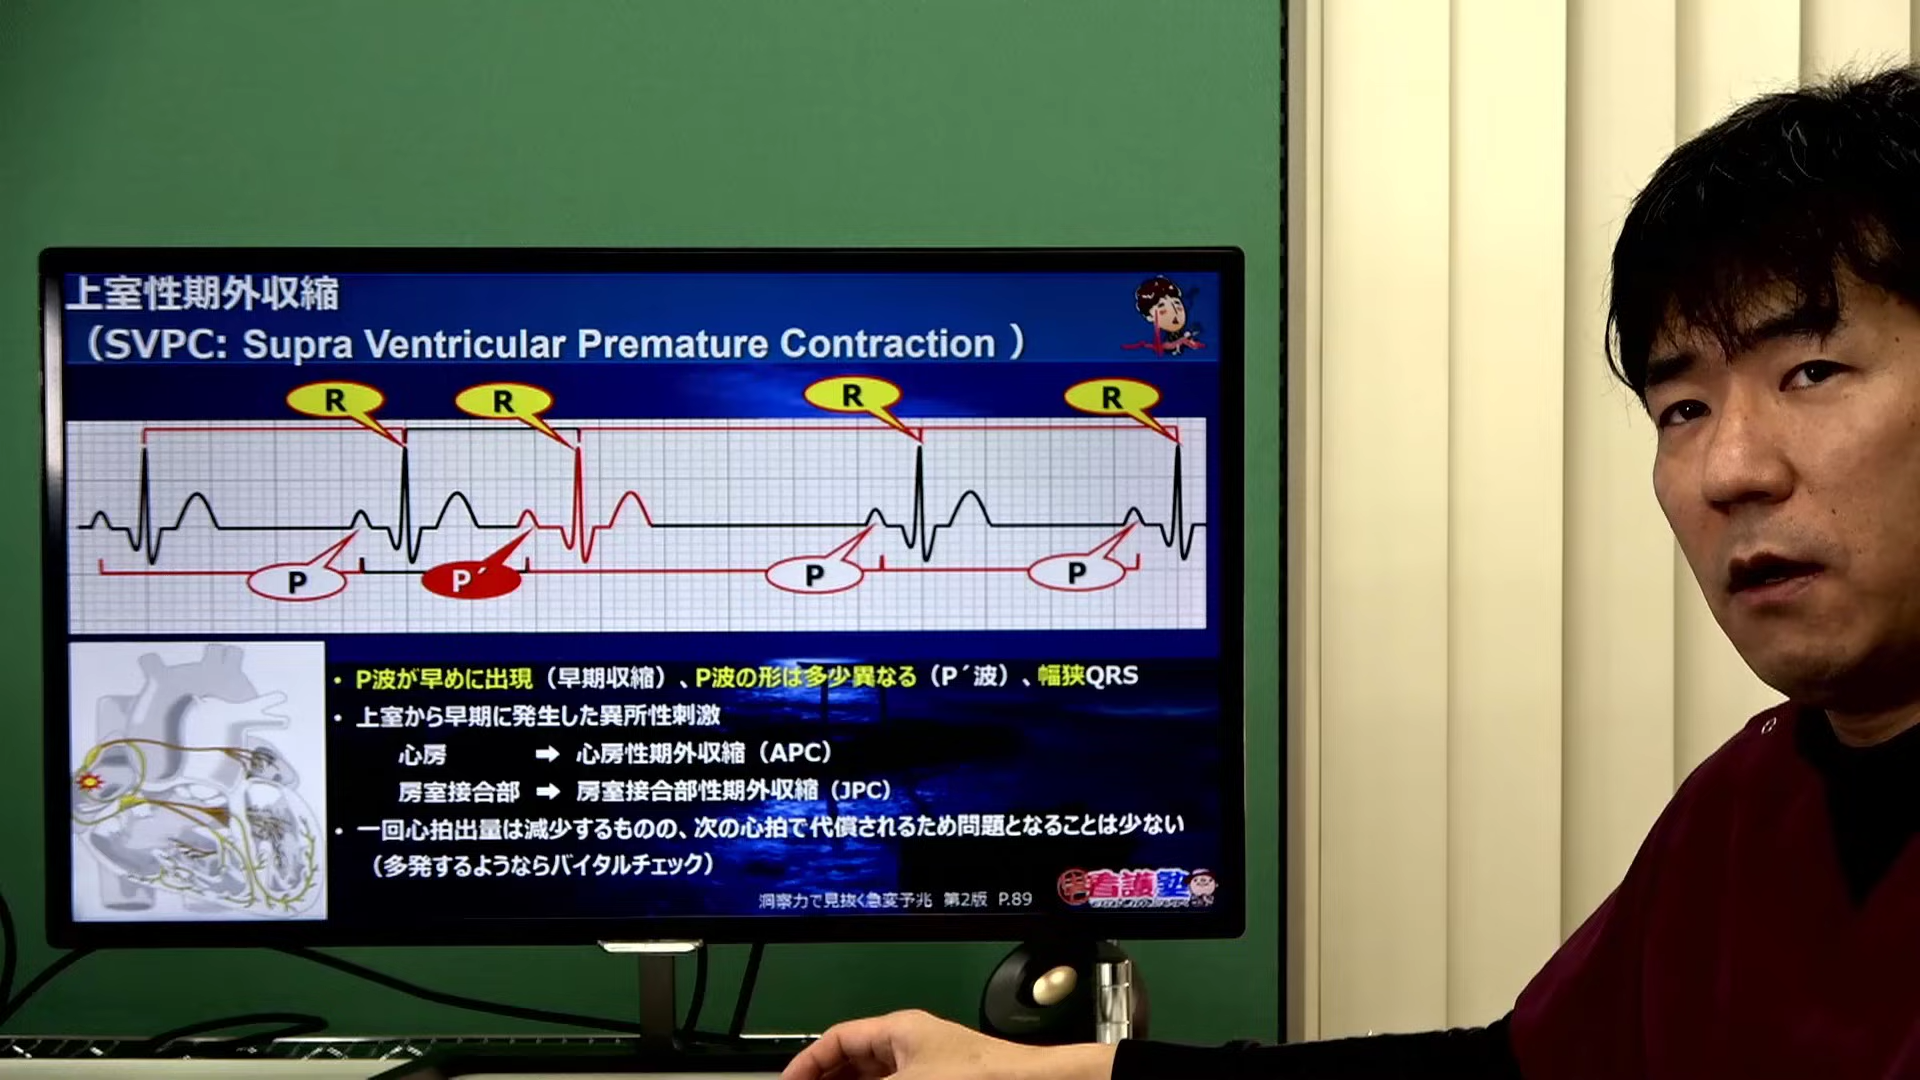 上室性期外収縮
（SVPC: Supra Ventricular Premature Contraction ）
R R R R
P P´ P P
・ P波が早めに出現（早期収縮）、P波の形は多少異なる（P´波）、幅狭QRS
・ 上室から早期に発生した異所性刺激
心房 ➡ 心房性期外収縮（APC）
房室接合部 ➡ 房室接合部性期外収縮（JPC）
・ 一回心拍出量は減少するものの、次の心拍で代償されるため問題となることは少ない
（多発するようならバイタルチェック）
洞察力で見抜く急変予兆 第2版 P.89
看護塾